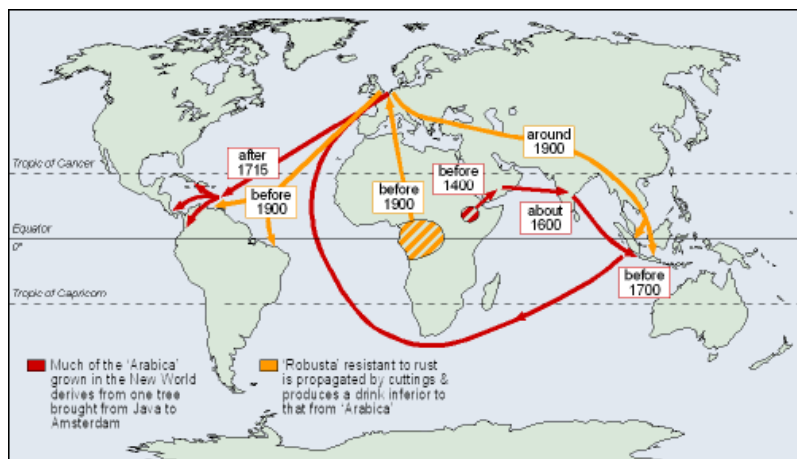 Tropic of Cancer
after
1715
before
1900
before
1900
before
1400
around
1900
about
1600
Equator
0°
before
1700
Tropic of Capricorn
Much of the 'Arabica'
grown in the New World
derives from one tree
brought from Java to
Amsterdam
'Robusta' resistant to rust
is propagated by cuttings &
produces a drink inferior to
that from 'Arabica'